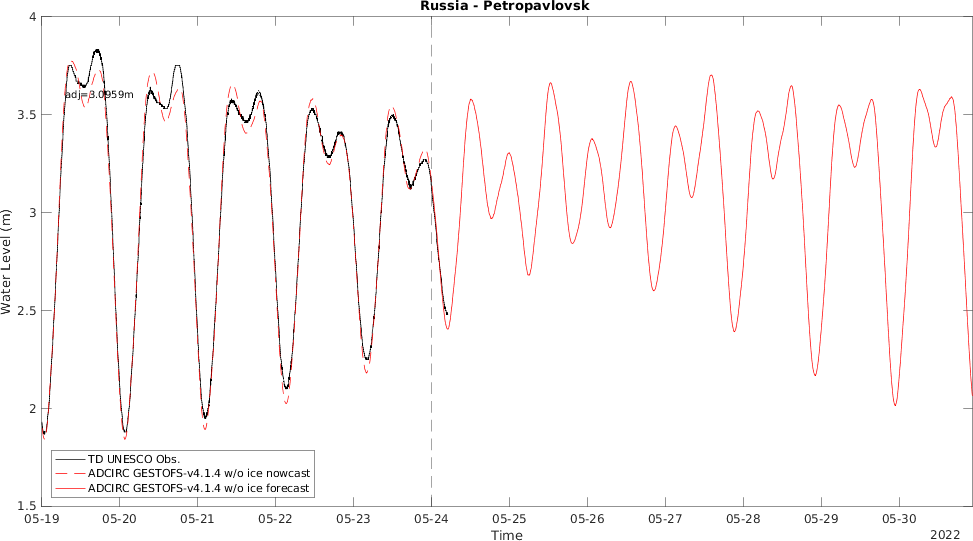 Russia - Petropavlovsk
4
3.5
3
2.5
2
1.5
Water Level (m)
adj=3.0959m
TD UNESCO Obs.
ADCIRC GESTOFS-v4.1.4 w/o ice nowcast
ADCIRC GESTOFS-v4.1.4 w/o ice forecast
05-19 05-20 05-21 05-22 05-23 05-24 05-25 05-26 05-27 05-28 05-29 05-30
Time
2022